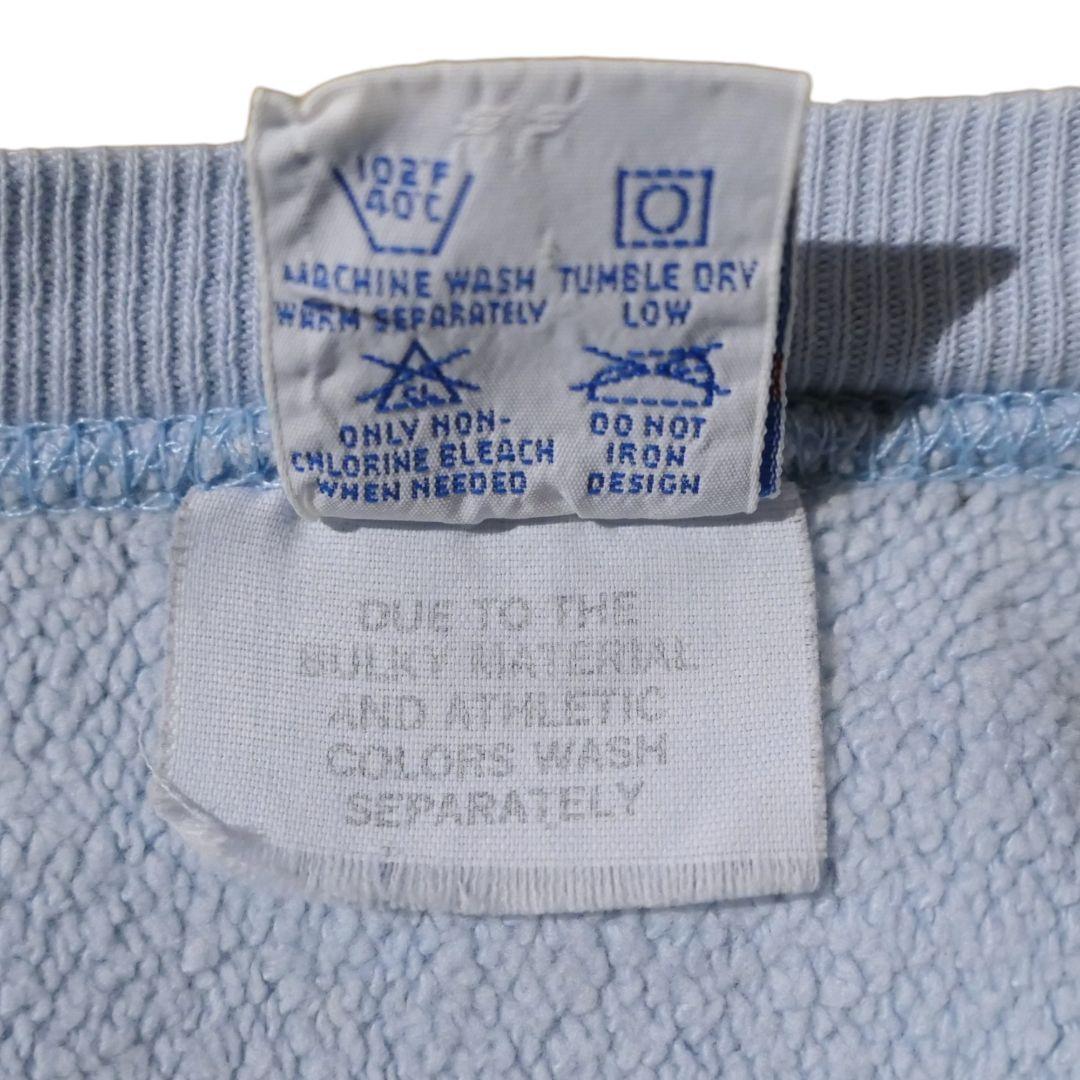 102°F
40°C
MACHINE WASH
WARM SEPARATELY
TUMBLE DRY
LOW
ONLY NON-
CHLORINE BLEACH
WHEN NEEDED
DO NOT
IRON
DESIGN
DUE TO THE
BULKY MATERIAL
AND ATHLETIC
COLORS WASH
SEPARATELY